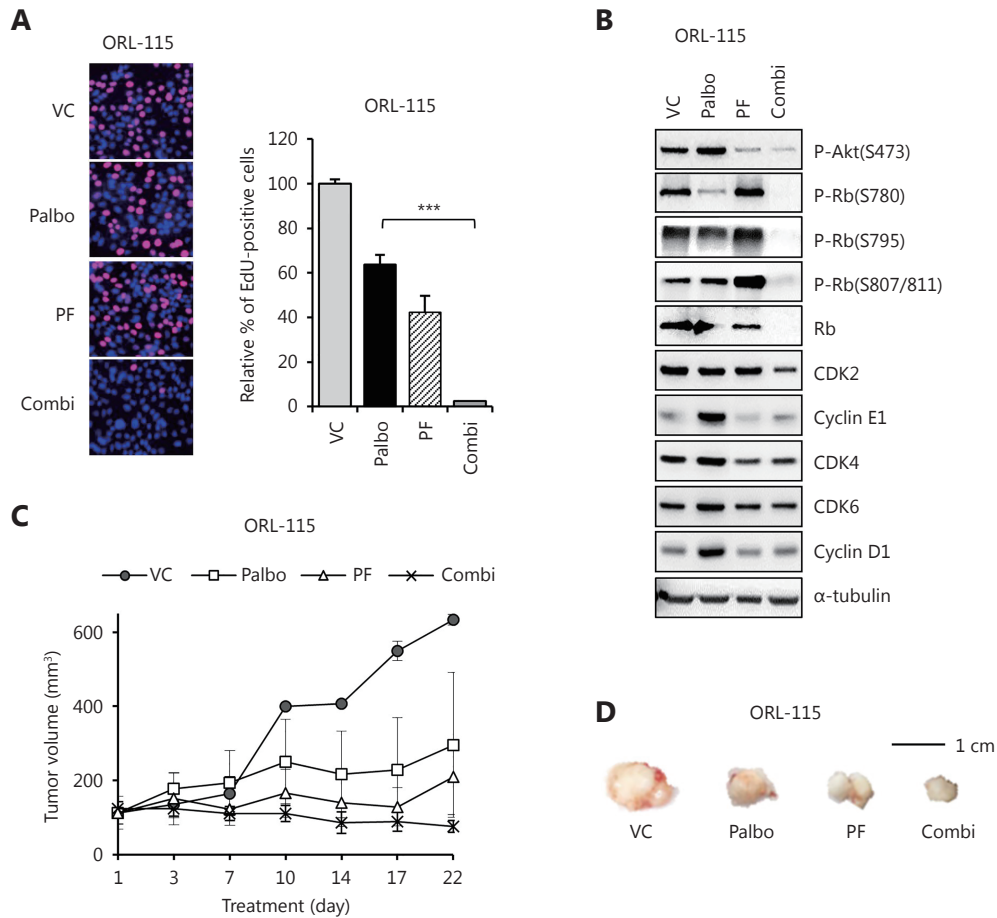 A
ORL-115
VC
Palbo
PF
Combi
ORL-115
Relative % of EdU-positive cells
120
100
80
60
40
20
0
***
VC
Palbo
PF
Combi
B
ORL-115
VC
Palbo
PF
Combi
P-Akt(S473)
P-Rb(S780)
P-Rb(S795)
P-Rb(S807/811)
Rb
CDK2
Cyclin E1
CDK4
CDK6
Cyclin D1
α-tubulin
C
ORL-115
VC Palbo PF Combi
Tumor volume (mm³)
600
400
200
0
1 3 7 10 14 17 22
Treatment (day)
D
ORL-115
1 cm
VC Palbo PF Combi